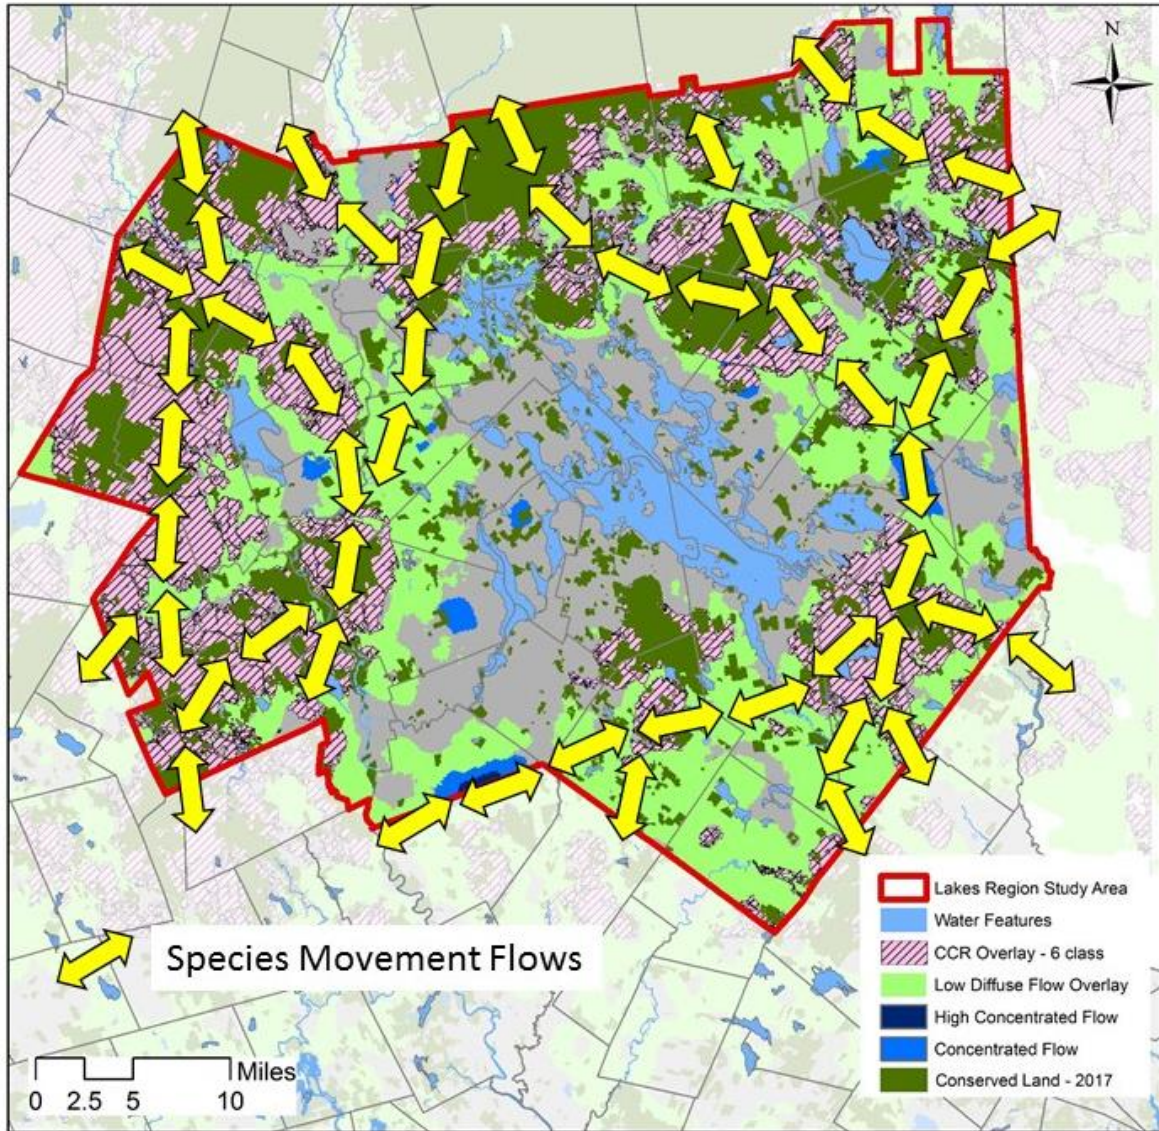 N
Lakes Region Study Area
Water Features
CCR Overlay - 6 class
Low Diffuse Flow Overlay
High Concentrated Flow
Concentrated Flow
Conserved Land - 2017
Species Movement Flows
Miles
0 2.5 5 10